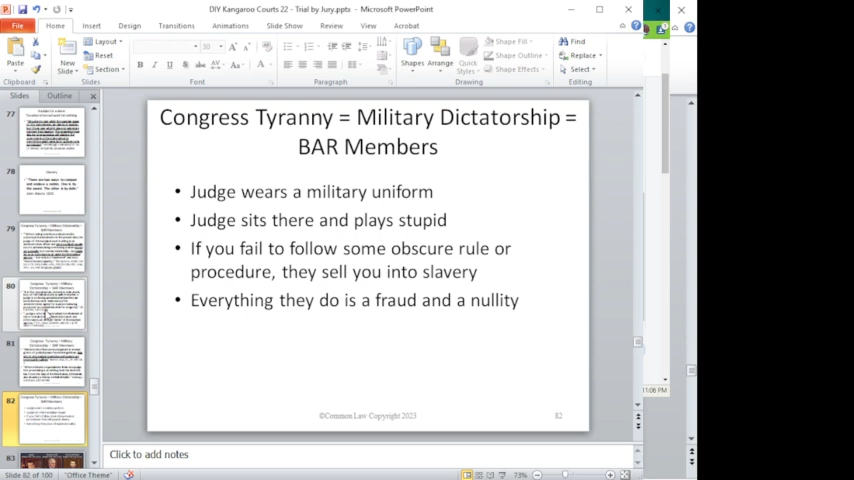 DIY Kangaroo Courts 22 - Trial by Jury.pptx - Microsoft PowerPoint
File Home Insert Design Transitions Animations Slide Show Review View Acrobat
Paste
Clipboard
New Slide
Layout
Reset
Section
Slides
30
Font
Paragraph
Shapes Arrange Quick Styles
Shape Fill
Shape Outline
Shape Effects
Drawing
Find
Replace
Select
Editing
Slides Outline
77
78
79
80
81
82
83
Congress Tyranny = Military Dictatorship =
BAR Members
• Judge wears a military uniform
• Judge sits there and plays stupid
• If you fail to follow some obscure rule or
procedure, they sell you into slavery
• Everything they do is a fraud and a nullity
©Common Law Copyright 2023
82
11:06 PM
Click to add notes
Slide 82 of 100 "Office Theme" 73%